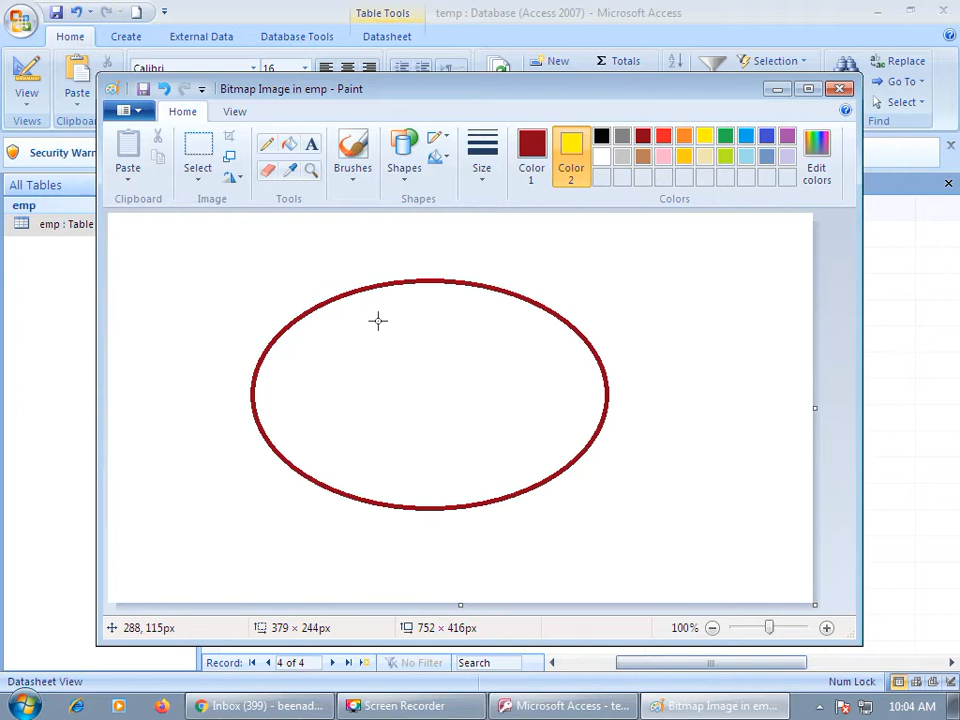 Table Tools
temp : Database (Access 2007) - Microsoft Access
Home
Create
External Data
Database Tools
Datasheet
View
Views
Paste
Clipboard
Calibri
16
New
Totals
Selection
Replace
Go To
Select
Find
Security Warn
All Tables
emp
emp : Table
Bitmap Image in emp - Paint
Home
View
Paste
Clipboard
Select
Image
A
Tools
Brushes
Shapes
Shapes
Size
Color 1
Color 2
Edit colors
Colors
288, 115px
379 × 244px
752 × 416px
100%
Record:
4 of 4
No Filter
Search
Datasheet View
Num Lock
Inbox (399) - beenad...
Screen Recorder
Microsoft Access - te...
Bitmap Image in em...
10:04 AM